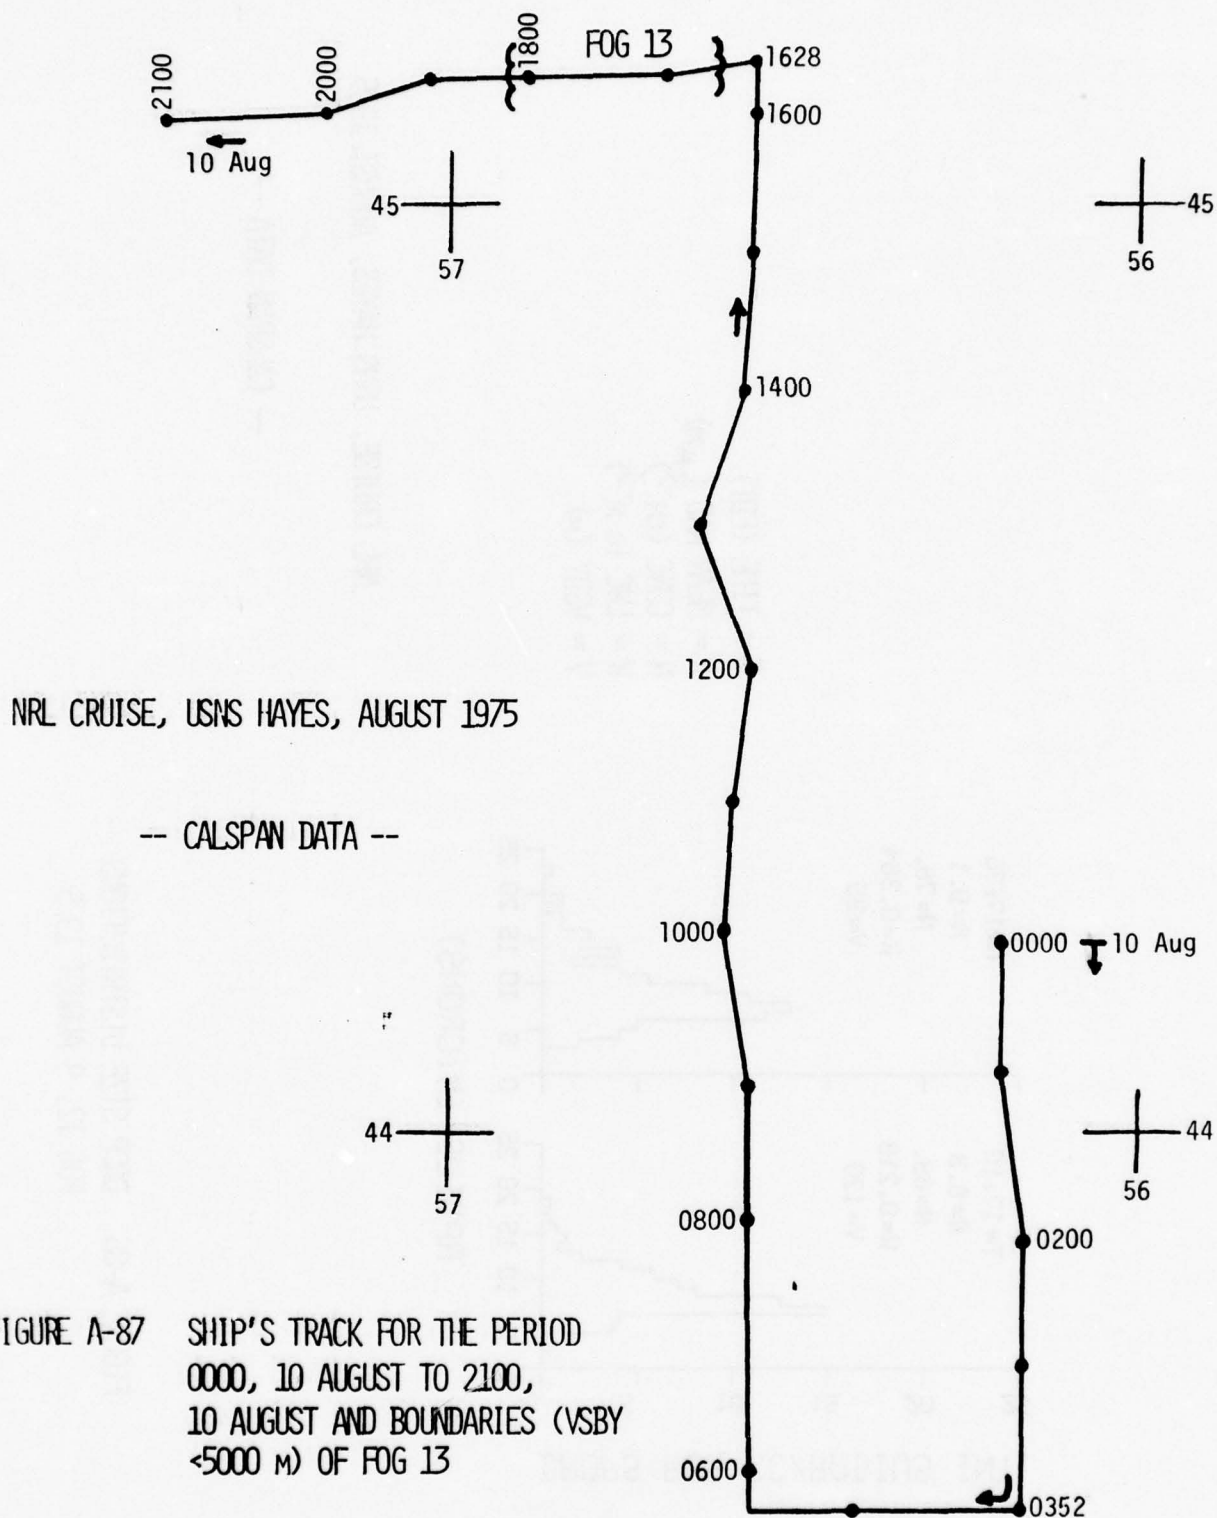 2100
2000
1800
FOG 13
1628
1600
10 Aug
45
57
45
56
1400
1200
NRL CRUISE, USNS HAYES, AUGUST 1975
-- CALSPAN DATA --
1000
0000
10 Aug
44
57
44
56
0800
0200
IGURE A-87 SHIP'S TRACK FOR THE PERIOD
0000, 10 AUGUST TO 2100,
10 AUGUST AND BOUNDARIES (VSBY
<5000 M) OF FOG 13
0600
0352